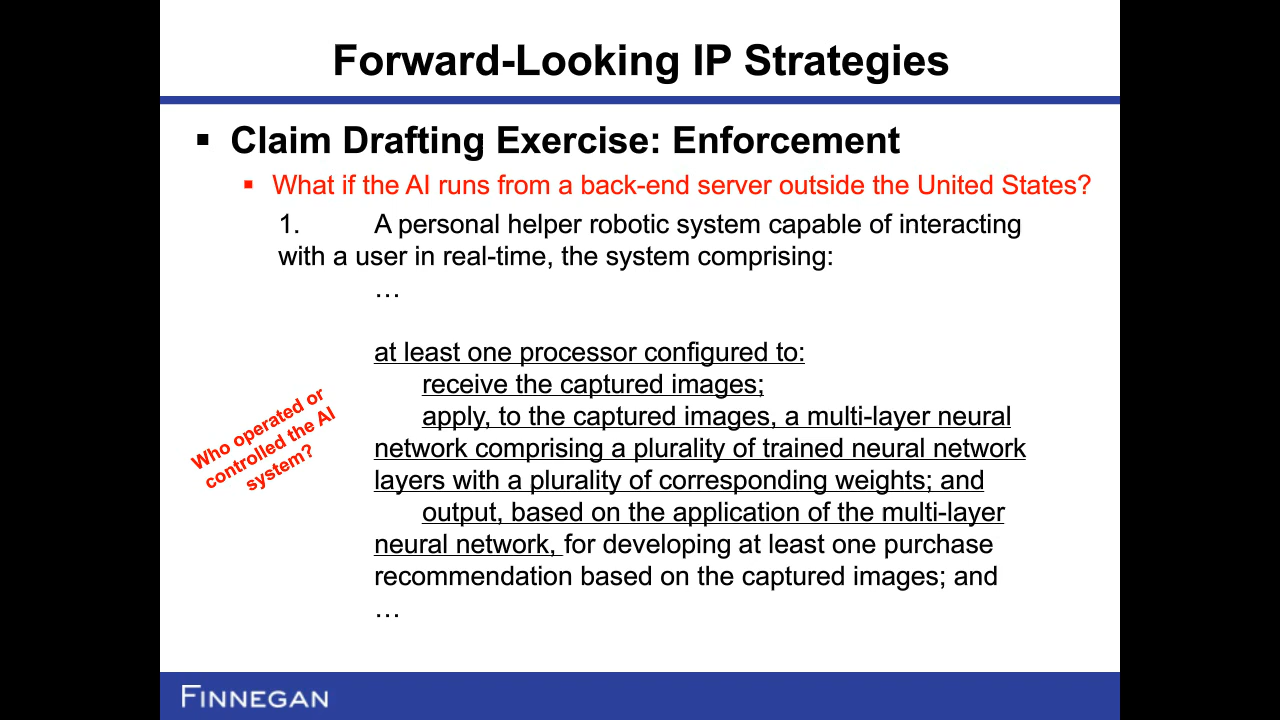 Forward-Looking IP Strategies
▪ Claim Drafting Exercise: Enforcement
▪ What if the AI runs from a back-end server outside the United States?
1. A personal helper robotic system capable of interacting
with a user in real-time, the system comprising:
…
at least one processor configured to:
receive the captured images;
apply, to the captured images, a multi-layer neural
network comprising a plurality of trained neural network
layers with a plurality of corresponding weights; and
output, based on the application of the multi-layer
neural network, for developing at least one purchase
recommendation based on the captured images; and
…
Who operated or
controlled the AI
system?
FINNEGAN